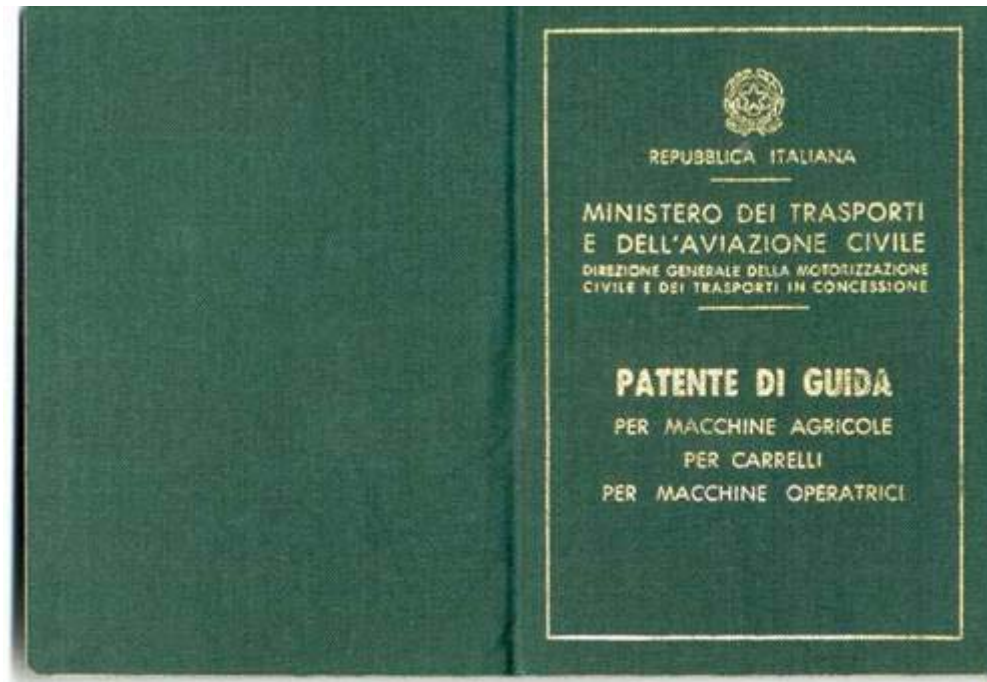 REPUBBLICA ITALIANA
MINISTERO DEI TRASPORTI
E DELL'AVIAZIONE CIVILE
DIREZIONE GENERALE DELLA MOTORIZZAZIONE
CIVILE E DEI TRASPORTI IN CONCESSIONE
PATENTE DI GUIDA
PER MACCHINE AGRICOLE
PER CARRELLI
PER MACCHINE OPERATRICI